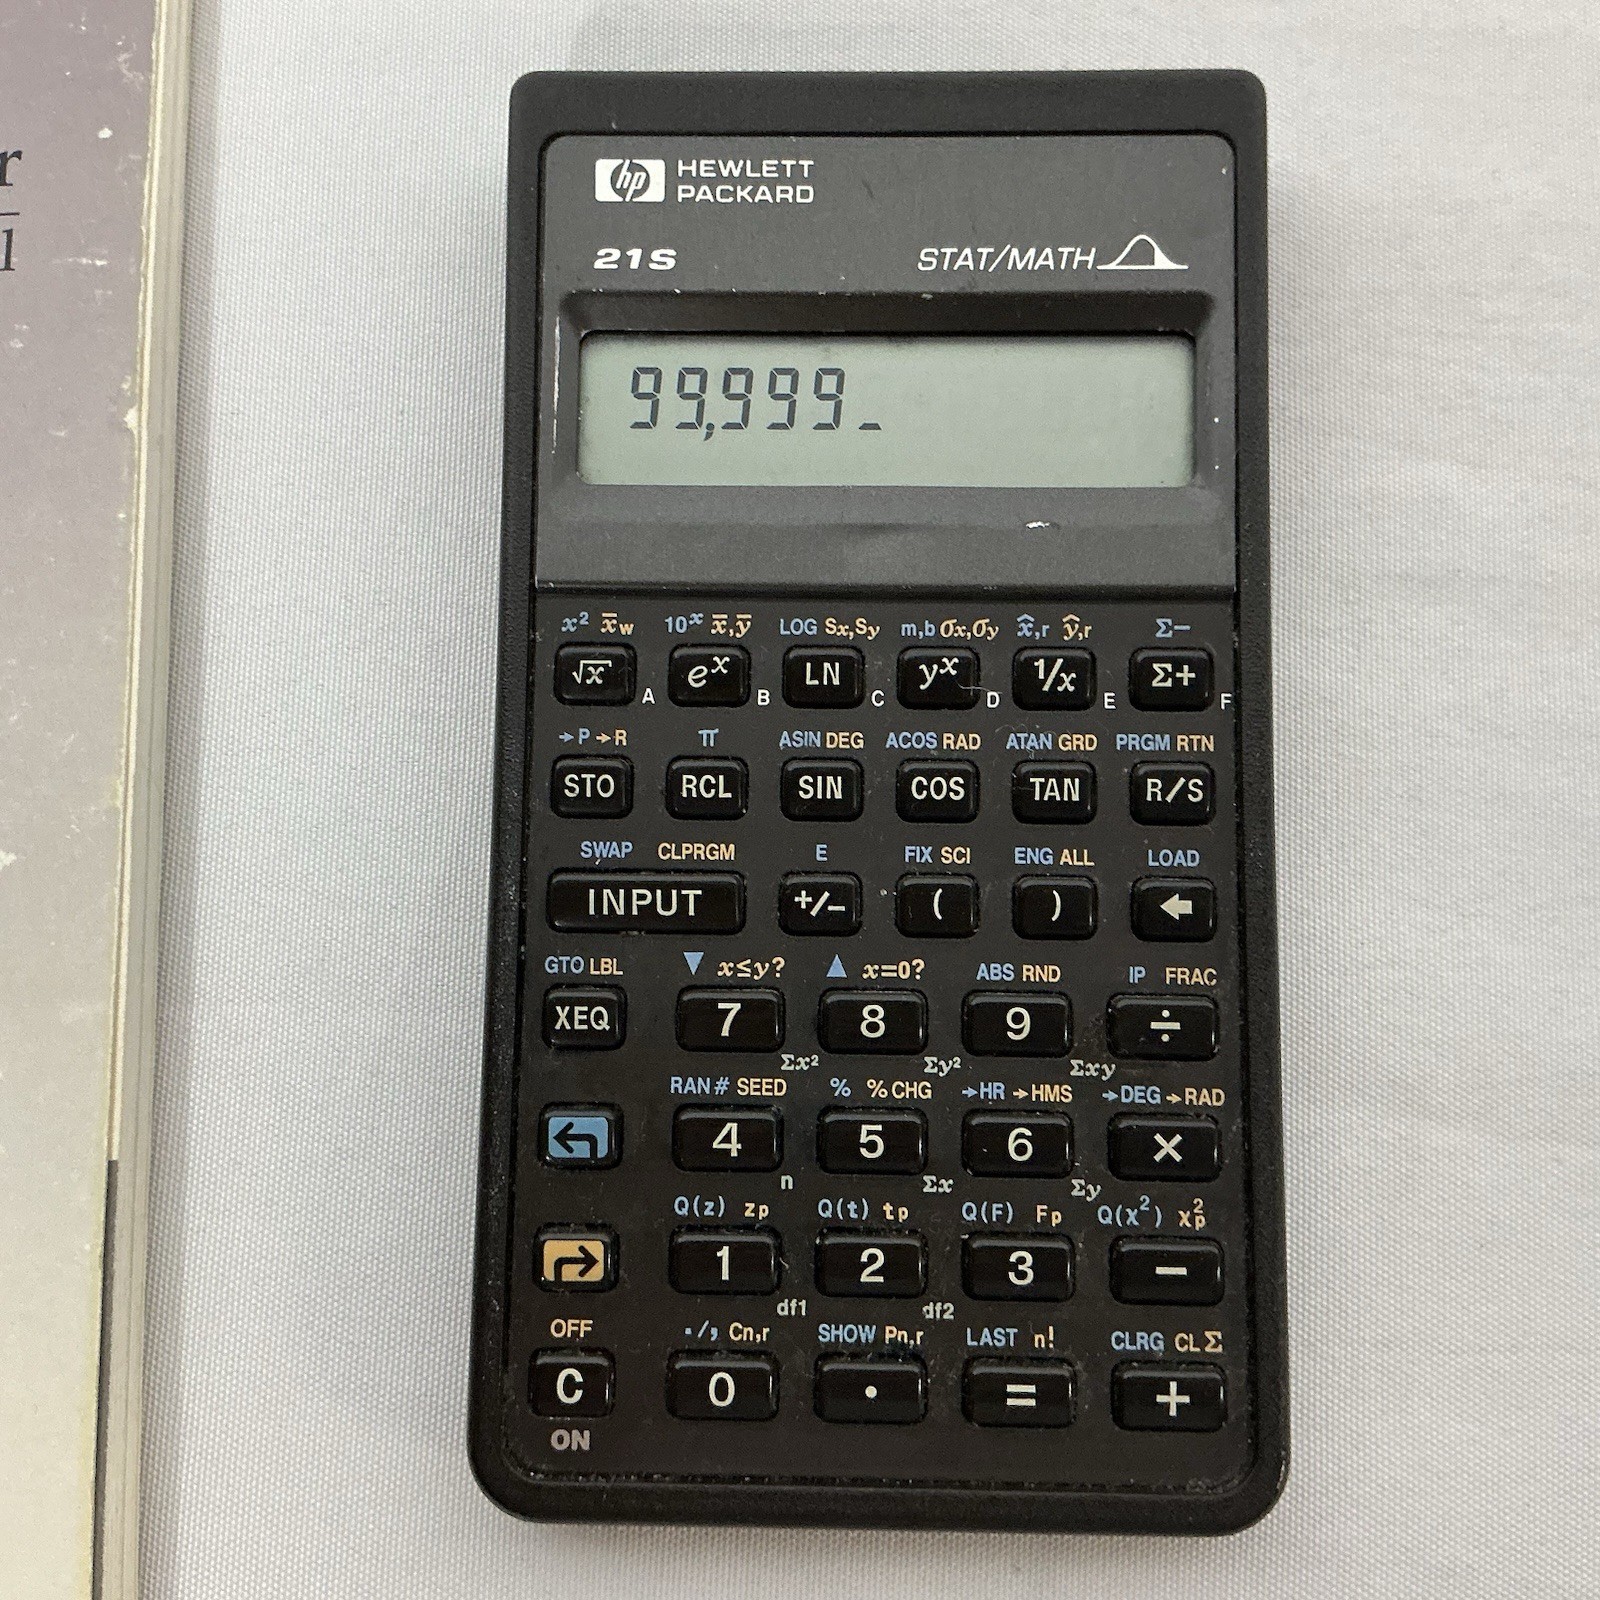 r
1
hp HEWLETT
PACKARD
21S STAT/MATH
99,999_
x² x̄w 10ˣ x̄,ȳ LOG Sx,Sy m,b σx,σy x̂,r ŷ,r Σ−
√x A eˣ B LN C yˣ D 1/x E Σ+ F
→P →R π ASIN DEG ACOS RAD ATAN GRD PRGM RTN
STO RCL SIN COS TAN R/S
SWAP CLPRGM E FIX SCI ENG ALL LOAD
INPUT +/− ( ) ←
GTO LBL ▼ x≤y? ▲ x=0? ABS RND IP FRAC
XEQ 7 8 9 ÷
Σx² Σy² Σxy
RAN # SEED % %CHG →HR →HMS →DEG →RAD
4 5 6 ×
n Σx Σy
Q(z) zp Q(t) tp Q(F) Fp Q(x²) x²p
1 2 3 −
df1 df2
OFF ./, Cn,r SHOW Pn,r LAST n! CLRG CLΣ
C 0 . = +
ON